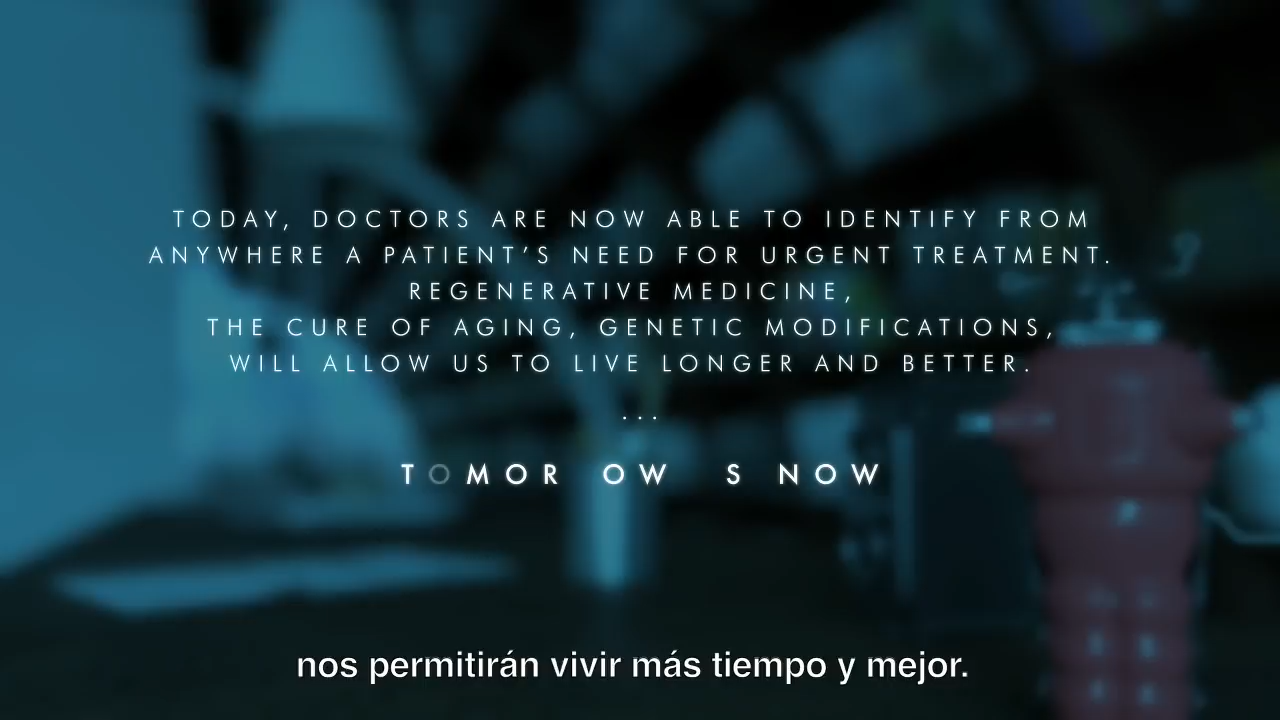 TODAY, DOCTORS ARE NOW ABLE TO IDENTIFY FROM
ANYWHERE A PATIENT'S NEED FOR URGENT TREATMENT.
REGENERATIVE MEDICINE,
THE CURE OF AGING, GENETIC MODIFICATIONS,
WILL ALLOW US TO LIVE LONGER AND BETTER.
...
TOMOR OW S NOW
nos permitirán vivir más tiempo y mejor.